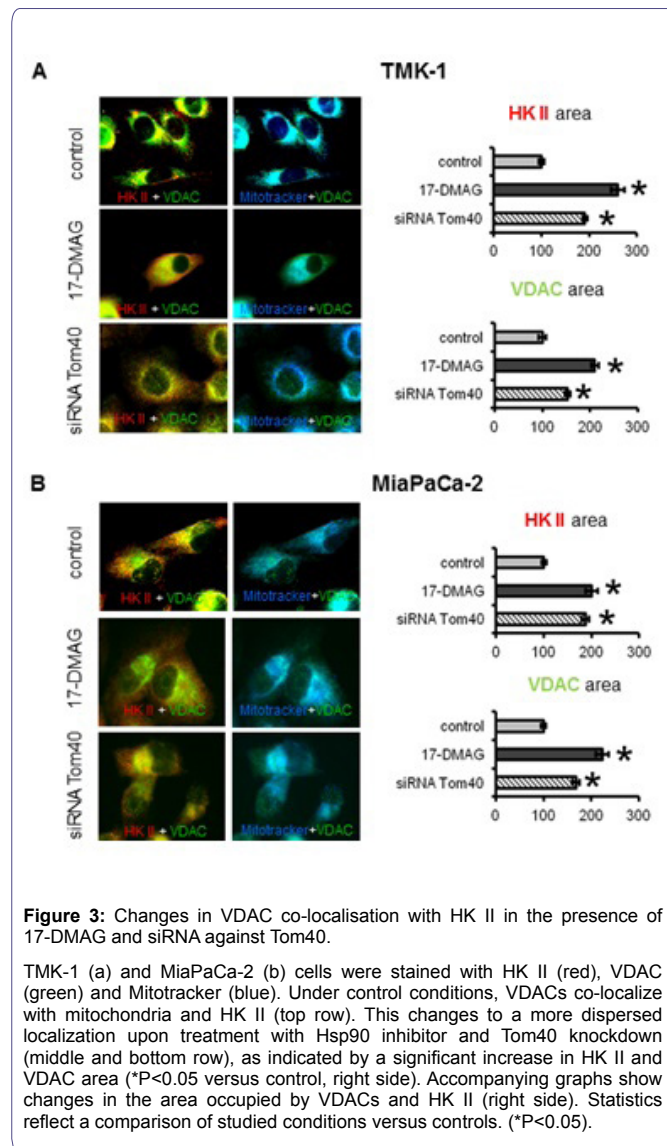 A
TMK-1
control
HK II + VDAC
Mitotracker+VDAC
17-DMAG
HK II + VDAC
Mitotracker+VDAC
siRNA Tom40
HK II + VDAC
Mitotracker+VDAC
HK II area
control
17-DMAG
*
siRNA Tom40
*
0 100 200 300
VDAC area
control
17-DMAG
*
siRNA Tom40
*
0 100 200 300
B
MiaPaCa-2
control
HK II + VDAC
Mitotracker+VDAC
17-DMAG
HK II + VDAC
Mitotracker+VDAC
siRNA Tom40
HK II + VDAC
Mitotracker+VDAC
HK II area
control
17-DMAG
*
siRNA Tom40
*
0 100 200 300
VDAC area
control
17-DMAG
*
siRNA Tom40
*
0 100 200 300
Figure 3: Changes in VDAC co-localisation with HK II in the presence of
17-DMAG and siRNA against Tom40.
TMK-1 (a) and MiaPaCa-2 (b) cells were stained with HK II (red), VDAC
(green) and Mitotracker (blue). Under control conditions, VDACs co-localize
with mitochondria and HK II (top row). This changes to a more dispersed
localization upon treatment with Hsp90 inhibitor and Tom40 knockdown
(middle and bottom row), as indicated by a significant increase in HK II and
VDAC area (*P<0.05 versus control, right side). Accompanying graphs show
changes in the area occupied by VDACs and HK II (right side). Statistics
reflect a comparison of studied conditions versus controls. (*P<0.05).